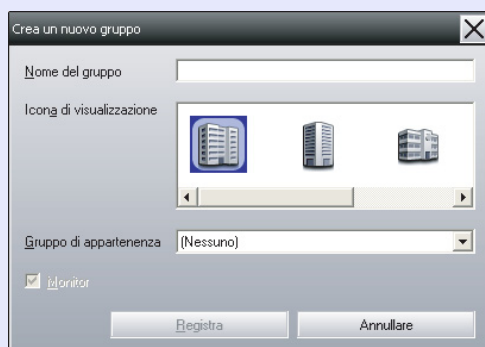 Crea un nuovo gruppo
Nome del gruppo
Icona di visualizzazione
Gruppo di appartenenza (Nessuno)
Monitor
Registra Annullare